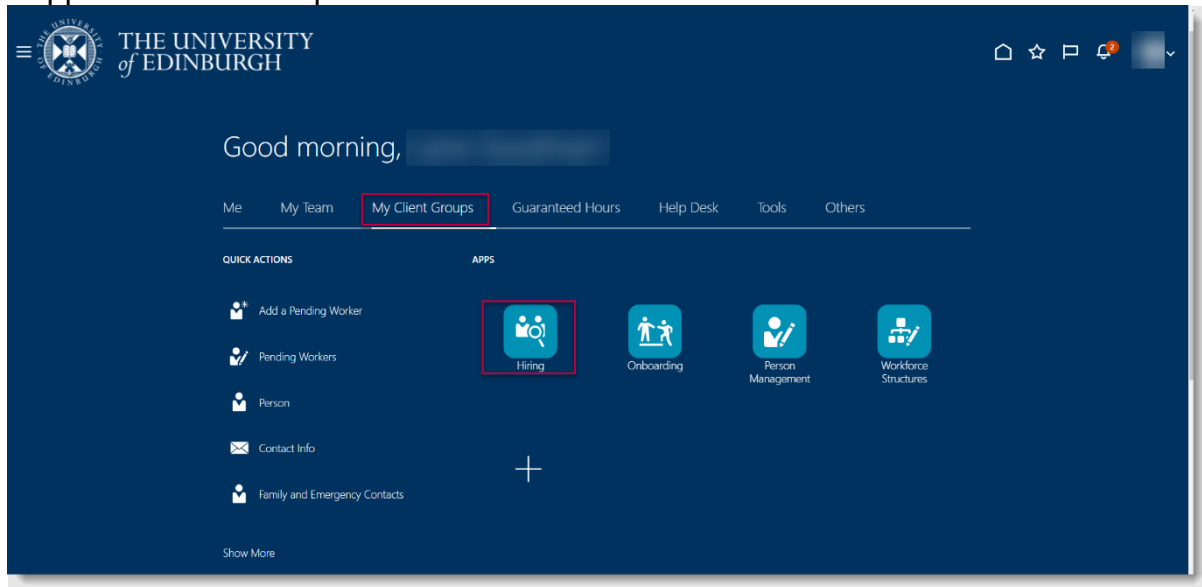 THE UNIVERSITY
of EDINBURGH
2
Good morning,
Me My Team My Client Groups Guaranteed Hours Help Desk Tools Others
QUICK ACTIONS APPS
Add a Pending Worker
Pending Workers
Person
Contact Info
Family and Emergency Contacts
Show More
Hiring
Onboarding
Person
Management
Workforce
Structures